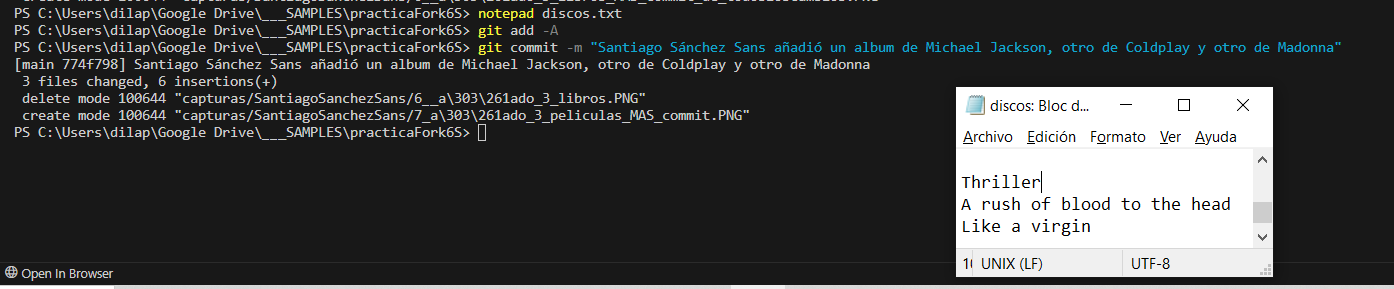 PS C:\Users\dilap\Google Drive\___SAMPLES\practicaFork6S> notepad discos.txt
PS C:\Users\dilap\Google Drive\___SAMPLES\practicaFork6S> git add -A
PS C:\Users\dilap\Google Drive\___SAMPLES\practicaFork6S> git commit -m "Santiago Sánchez Sans añadió un album de Michael Jackson, otro de Coldplay y otro de Madonna"
[main 774f798] Santiago Sánchez Sans añadió un album de Michael Jackson, otro de Coldplay y otro de Madonna
3 files changed, 6 insertions(+)
delete mode 100644 "capturas/SantiagoSanchezSans/6__a\303\261ado_3_libros.PNG"
create mode 100644 "capturas/SantiagoSanchezSans/7_a\303\261ado_3_peliculas_MAS_commit.PNG"
PS C:\Users\dilap\Google Drive\___SAMPLES\practicaFork6S>
discos: Bloc d...
Archivo Edición Formato Ver Ayuda
Thriller
A rush of blood to the head
Like a virgin
UNIX (LF) UTF-8
Open In Browser